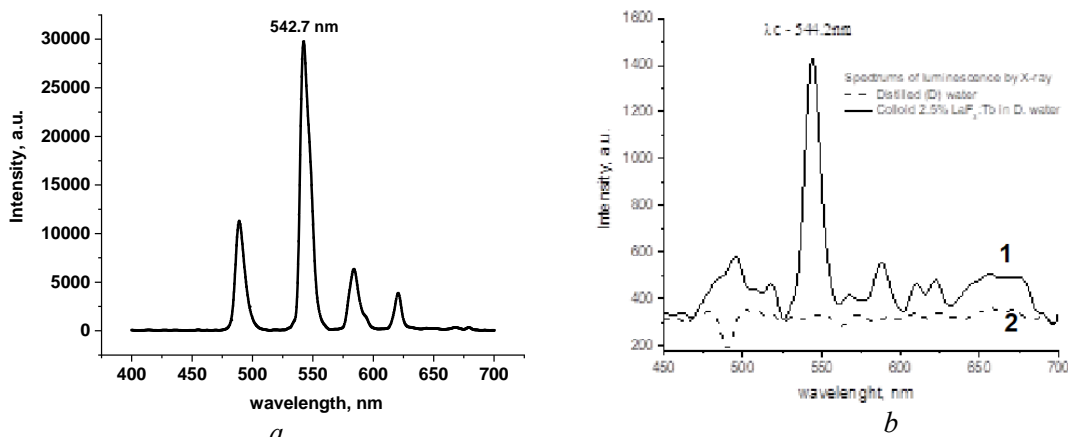 542.7 nm
30000
25000
20000
15000
10000
5000
0
Intensity, a.u.
400 450 500 550 600 650 700
wavelength, nm
a
1600
1400
1200
1000
800
600
400
200
Intensity, a.u.
λc - 544.2nm
Spectrums of luminescence by X-ray
Distilled (D) water
Colloid 2.5% LaF₃:Tb in D. water
1
2
450 500 550 600 650 700
wavelenght, nm
b